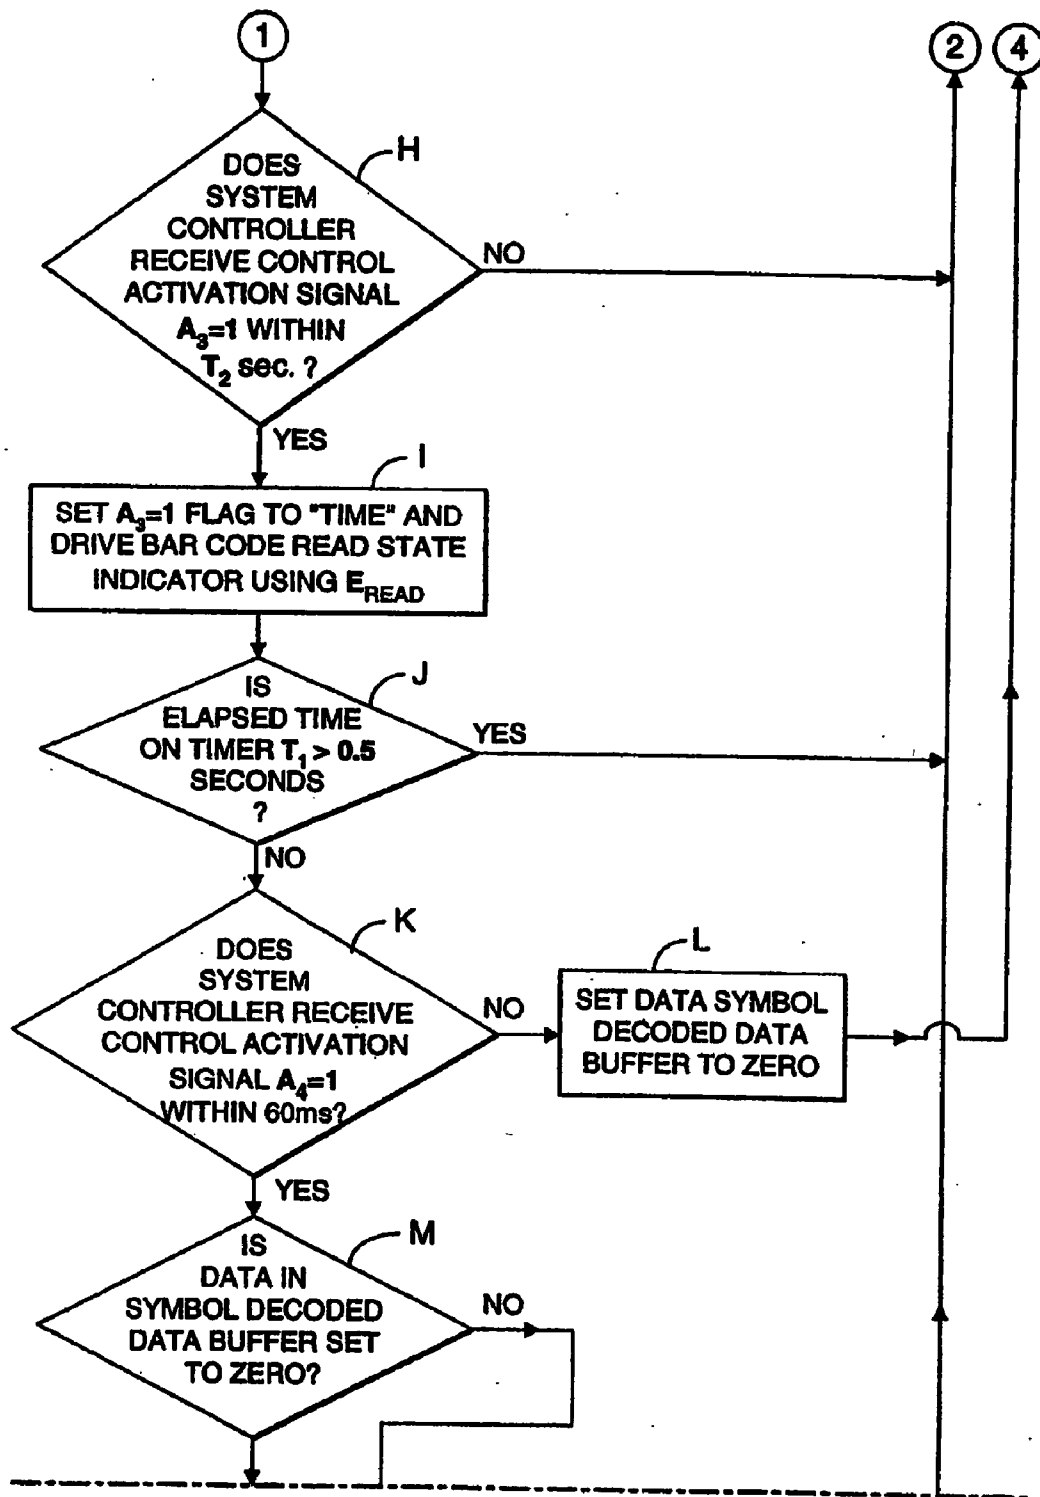 1
2
4
H
DOES
SYSTEM
CONTROLLER
RECEIVE CONTROL
ACTIVATION SIGNAL
A₃=1 WITHIN
T₂ sec. ?
NO
YES
I
SET A₃=1 FLAG TO "TIME" AND
DRIVE BAR CODE READ STATE
INDICATOR USING E_READ
J
IS
ELAPSED TIME
ON TIMER T₁ > 0.5
SECONDS
?
YES
NO
K
DOES
SYSTEM
CONTROLLER RECEIVE
CONTROL ACTIVATION
SIGNAL A₄=1
WITHIN 60ms?
NO
L
SET DATA SYMBOL
DECODED DATA
BUFFER TO ZERO
YES
M
IS
DATA IN
SYMBOL DECODED
DATA BUFFER SET
TO ZERO?
NO